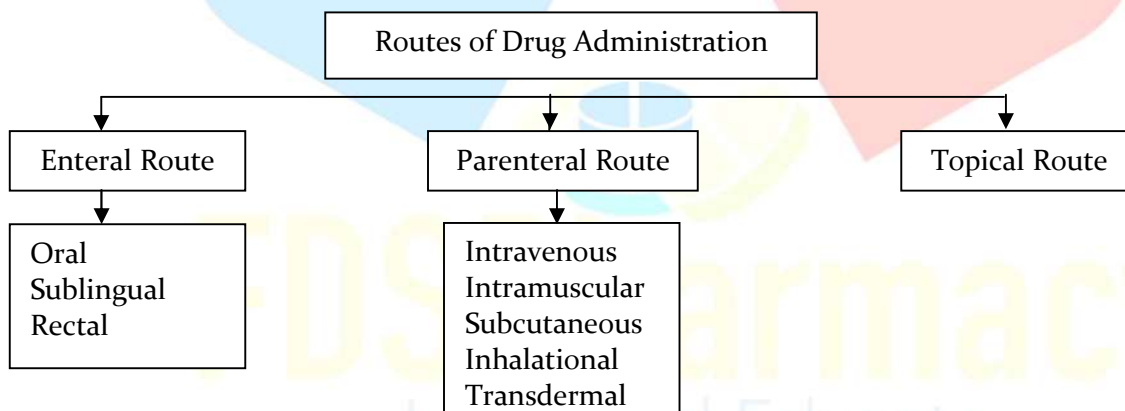 Routes of Drug Administration
Enteral Route
Parenteral Route
Topical Route
Oral
Sublingual
Rectal
Intravenous
Intramuscular
Subcutaneous
Inhalational
Transdermal